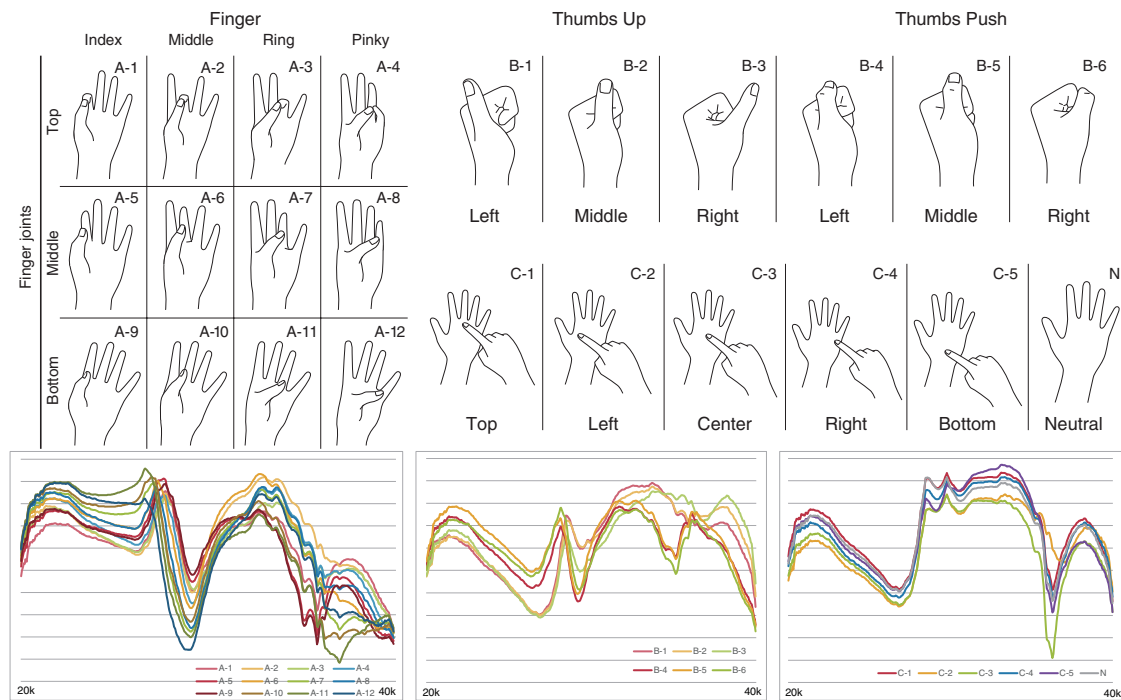 Finger
Thumbs Up
Thumbs Push
Index Middle Ring Pinky
A-1 A-2 A-3 A-4
B-1 B-2 B-3 B-4 B-5 B-6
Top
Left Middle Right Left Middle Right
Finger joints
A-5 A-6 A-7 A-8
Middle
C-1 C-2 C-3 C-4 C-5 N
A-9 A-10 A-11 A-12
Bottom
Top Left Center Right Bottom Neutral
A-1 A-2 A-3 A-4
A-5 A-6 A-7 A-8
A-9 A-10 A-11 A-12
20k 40k
B-1 B-2 B-3
B-4 B-5 B-6
20k 40k
C-1 C-2 C-3 C-4 C-5 N
20k 40k